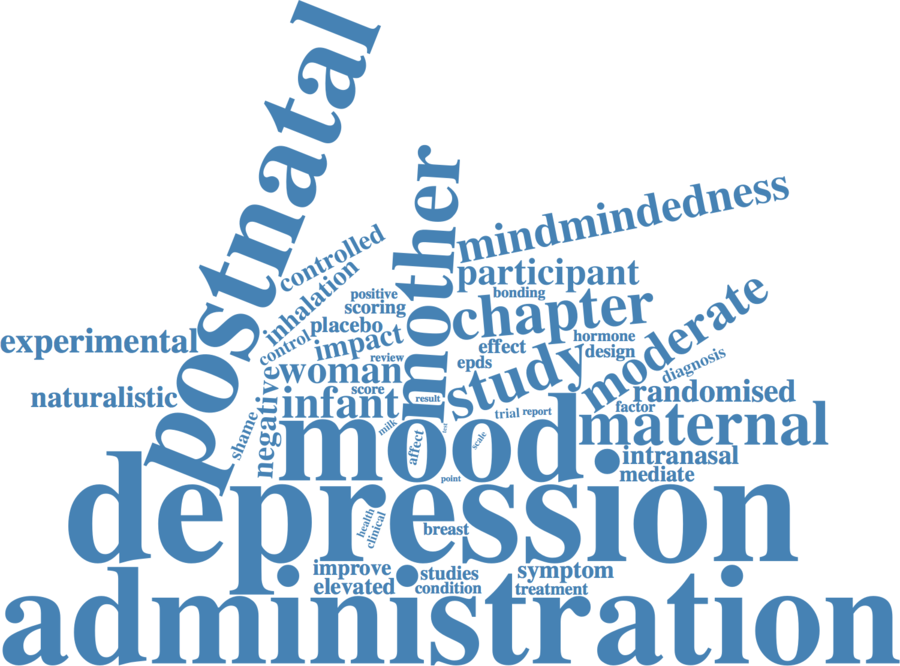 postnatal
mother
mindmindedness
controlled
inhalation
participant
positive
bonding
scoring
chapter
moderate
experimental
placebo
control
impact
hormone
effect
design
review
epds
study
diagnosis
woman
naturalistic
negative
score
randomised
infant
result
trial
report
factor
shame
milk
mood
maternal
affect
scale
intranasal
mediate
point
depression
health
clinical
breast
improve
studies
symptom
elevated
condition
treatment
administration